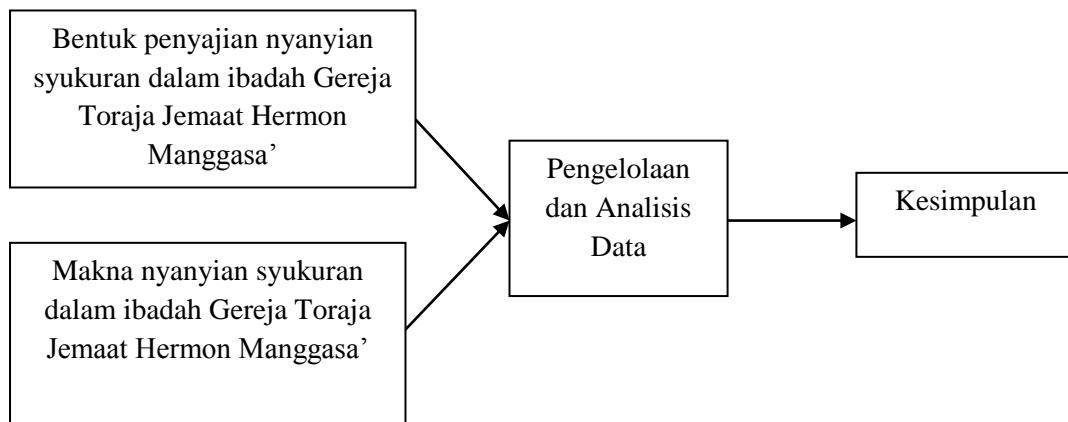 Bentuk penyajian nyanyian
syukuran dalam ibadah Gereja
Toraja Jemaat Hermon
Manggasa’
Makna nyanyian syukuran
dalam ibadah Gereja Toraja
Jemaat Hermon Manggasa’
Pengelolaan
dan Analisis
Data
Kesimpulan